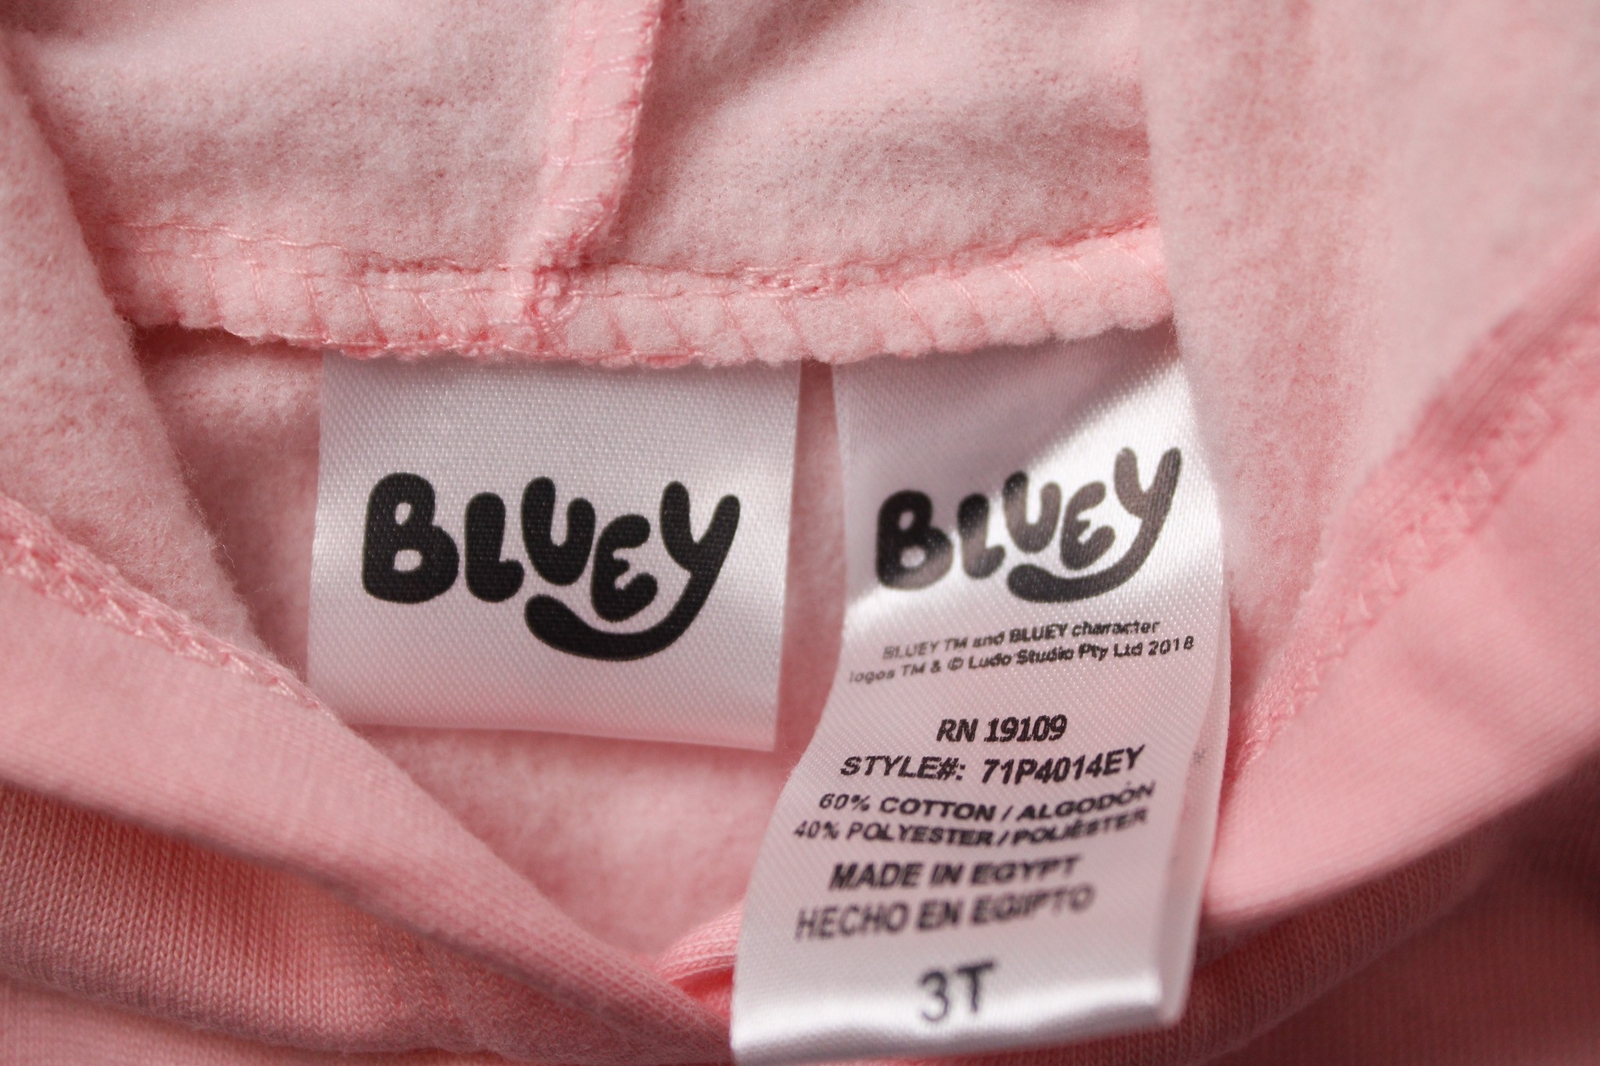 BLUEY
BLUEY
BLUEY TM and BLUEY character
logos TM & © Ludo Studio Pty Ltd 2018
RN 19109
STYLE#: 71P4014EY
60% COTTON / ALGODÓN
40% POLYESTER / POLIÉSTER
MADE IN EGYPT
HECHO EN EGIPTO
3T